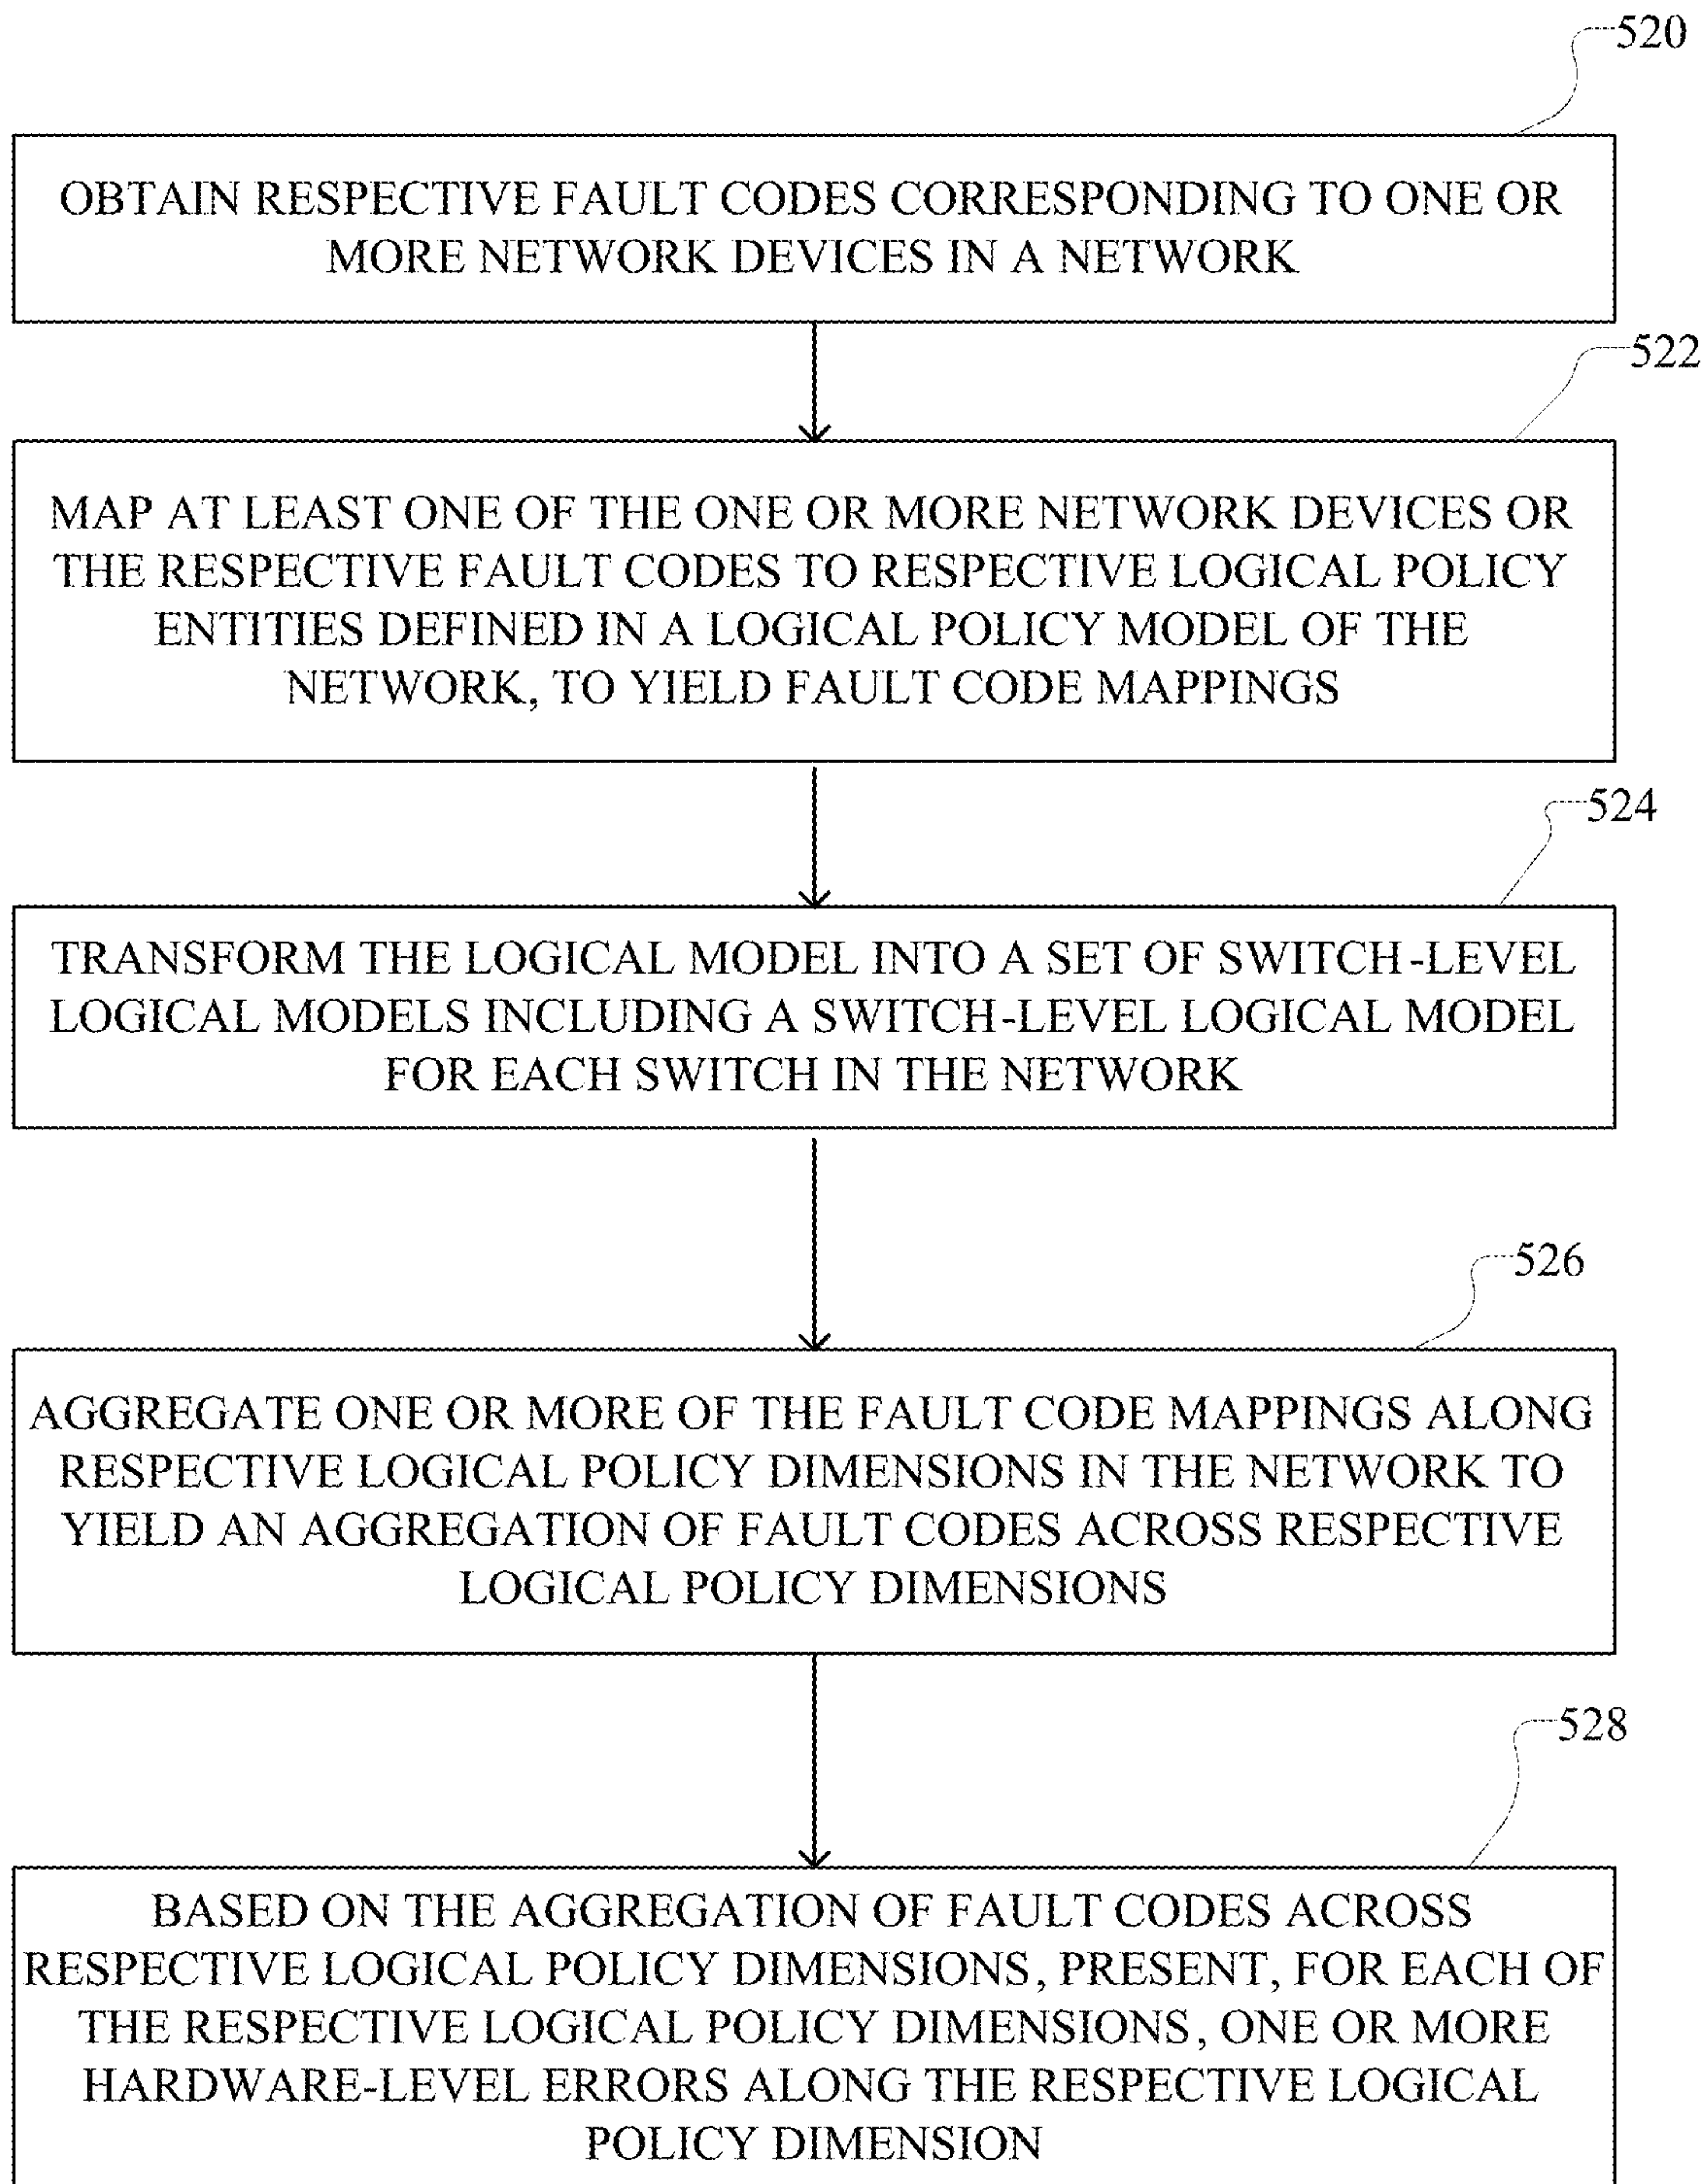 520
OBTAIN RESPECTIVE FAULT CODES CORRESPONDING TO ONE OR
MORE NETWORK DEVICES IN A NETWORK
522
MAP AT LEAST ONE OF THE ONE OR MORE NETWORK DEVICES OR
THE RESPECTIVE FAULT CODES TO RESPECTIVE LOGICAL POLICY
ENTITIES DEFINED IN A LOGICAL POLICY MODEL OF THE
NETWORK, TO YIELD FAULT CODE MAPPINGS
524
TRANSFORM THE LOGICAL MODEL INTO A SET OF SWITCH-LEVEL
LOGICAL MODELS INCLUDING A SWITCH-LEVEL LOGICAL MODEL
FOR EACH SWITCH IN THE NETWORK
526
AGGREGATE ONE OR MORE OF THE FAULT CODE MAPPINGS ALONG
RESPECTIVE LOGICAL POLICY DIMENSIONS IN THE NETWORK TO
YIELD AN AGGREGATION OF FAULT CODES ACROSS RESPECTIVE
LOGICAL POLICY DIMENSIONS
528
BASED ON THE AGGREGATION OF FAULT CODES ACROSS
RESPECTIVE LOGICAL POLICY DIMENSIONS, PRESENT, FOR EACH OF
THE RESPECTIVE LOGICAL POLICY DIMENSIONS, ONE OR MORE
HARDWARE-LEVEL ERRORS ALONG THE RESPECTIVE LOGICAL
POLICY DIMENSION